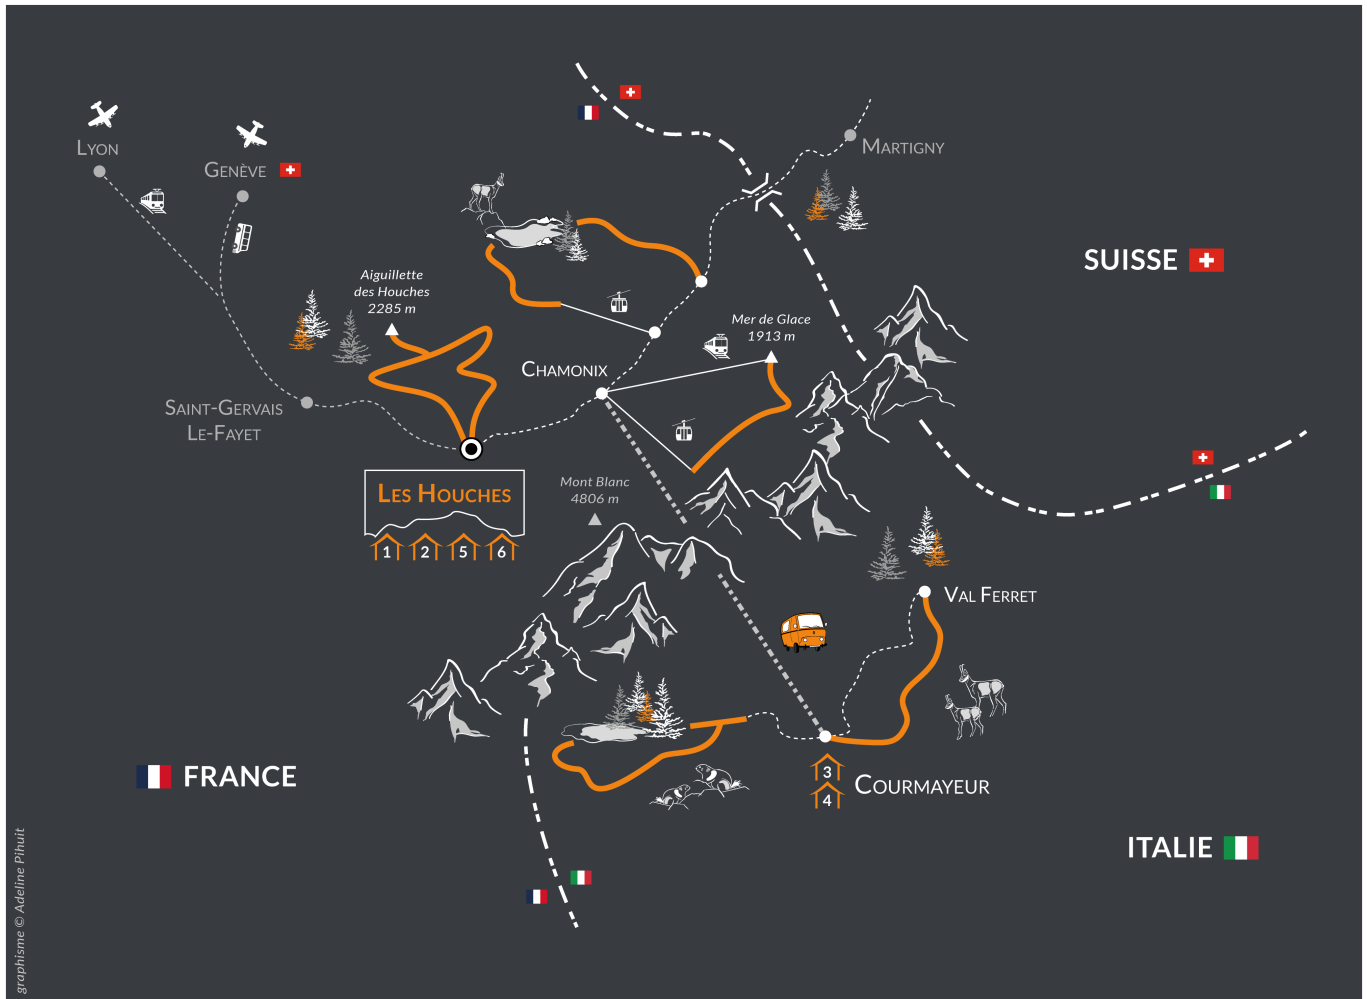 LYON
GENÈVE
MARTIGNY
SUISSE
Aiguillette
des Houches
2285 m
Mer de Glace
1913 m
CHAMONIX
SAINT-GERVAIS
LE-FAYET
LES HOUCHES
1 2 5 6
Mont Blanc
4806 m
VAL FERRET
3
4
COURMAYEUR
FRANCE
ITALIE
graphisme © Adeline Pihuit